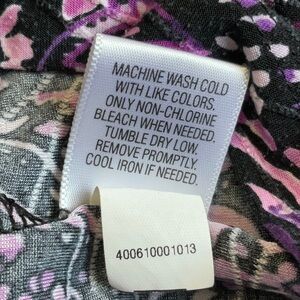 MACHINE WASH COLD
WITH LIKE COLORS.
ONLY NON-CHLORINE
BLEACH WHEN NEEDED.
TUMBLE DRY LOW.
REMOVE PROMPTLY.
COOL IRON IF NEEDED.
400610001013